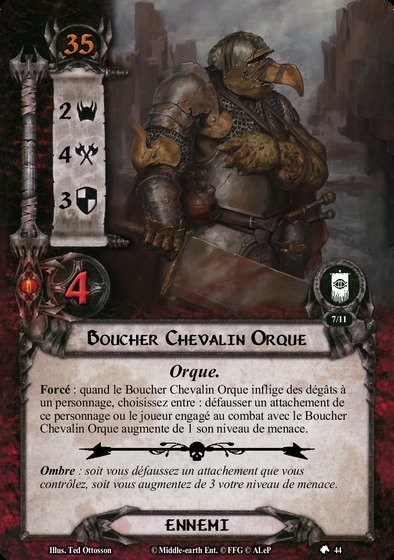 35
2
4
3
4
7/11
Boucher Chevalin Orque
Orque.
Forcé : quand le Boucher Chevalin Orque inflige des dégâts à
un personnage, choisissez entre : défausser un attachement de
ce personnage ou le joueur engagé au combat avec le Boucher
Chevalin Orque augmente de 1 son niveau de menace.
Ombre : soit vous défaussez un attachement que vous
contrôlez, soit vous augmentez de 3 votre niveau de menace.
ENNEMI
Illus. Ted Ottosson © Middle-earth Ent. © FFG © ALeP 44